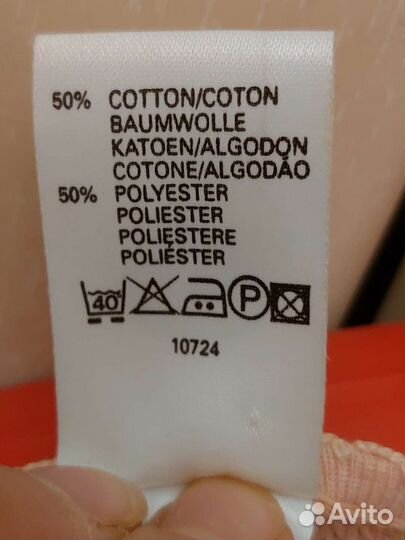 50% COTTON/COTON
BAUMWOLLE
KATOEN/ALGODON
COTONE/ALGODÃO
50% POLYESTER
POLIESTER
POLIESTERE
POLIÉSTER
40 P
10724
Avito